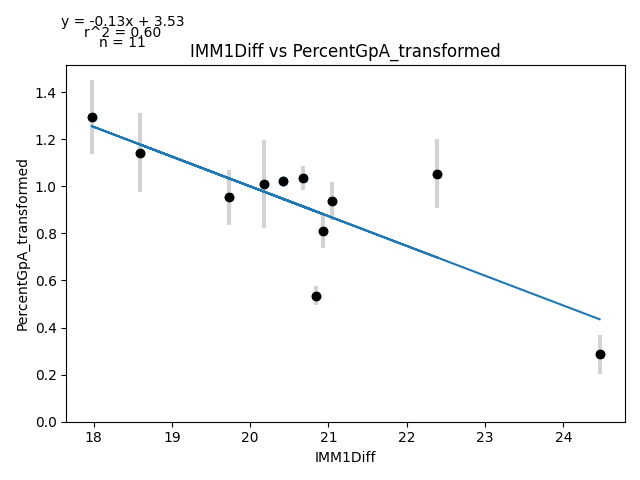 y = -0.13x + 3.53
r^2 = 0.60
n = 11
IMM1Diff vs PercentGpA_transformed
PercentGpA_transformed
1.4
1.2
1.0
0.8
0.6
0.4
0.2
0.0
18 19 20 21 22 23 24
IMM1Diff